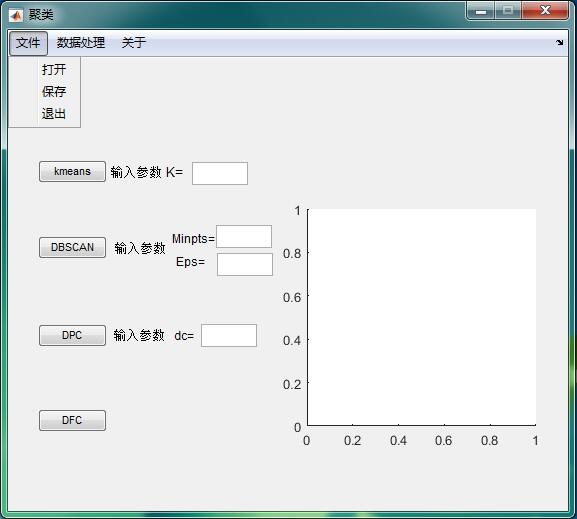 聚类
文件 数据处理 关于
打开
保存
退出
kmeans 输入参数 K=
DBSCAN 输入参数 Minpts=
Eps=
DPC 输入参数 dc=
DFC
1
0.8
0.6
0.4
0.2
0
0 0.2 0.4 0.6 0.8 1